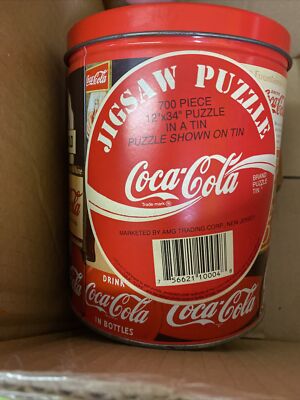 Coca-Cola
JIGSAW PUZZLE
700 PIECE
12"x34" PUZZLE
IN A TIN
PUZZLE SHOWN ON TIN
Coca-Cola
Trade mark ®
BRAND
PUZZLE
TIN
MARKETED BY AMG TRADING CORP., NEW JERSEY
7 56621 10004 8
DRINK
Coca-Cola
IN BOTTLES
Coca-Cola